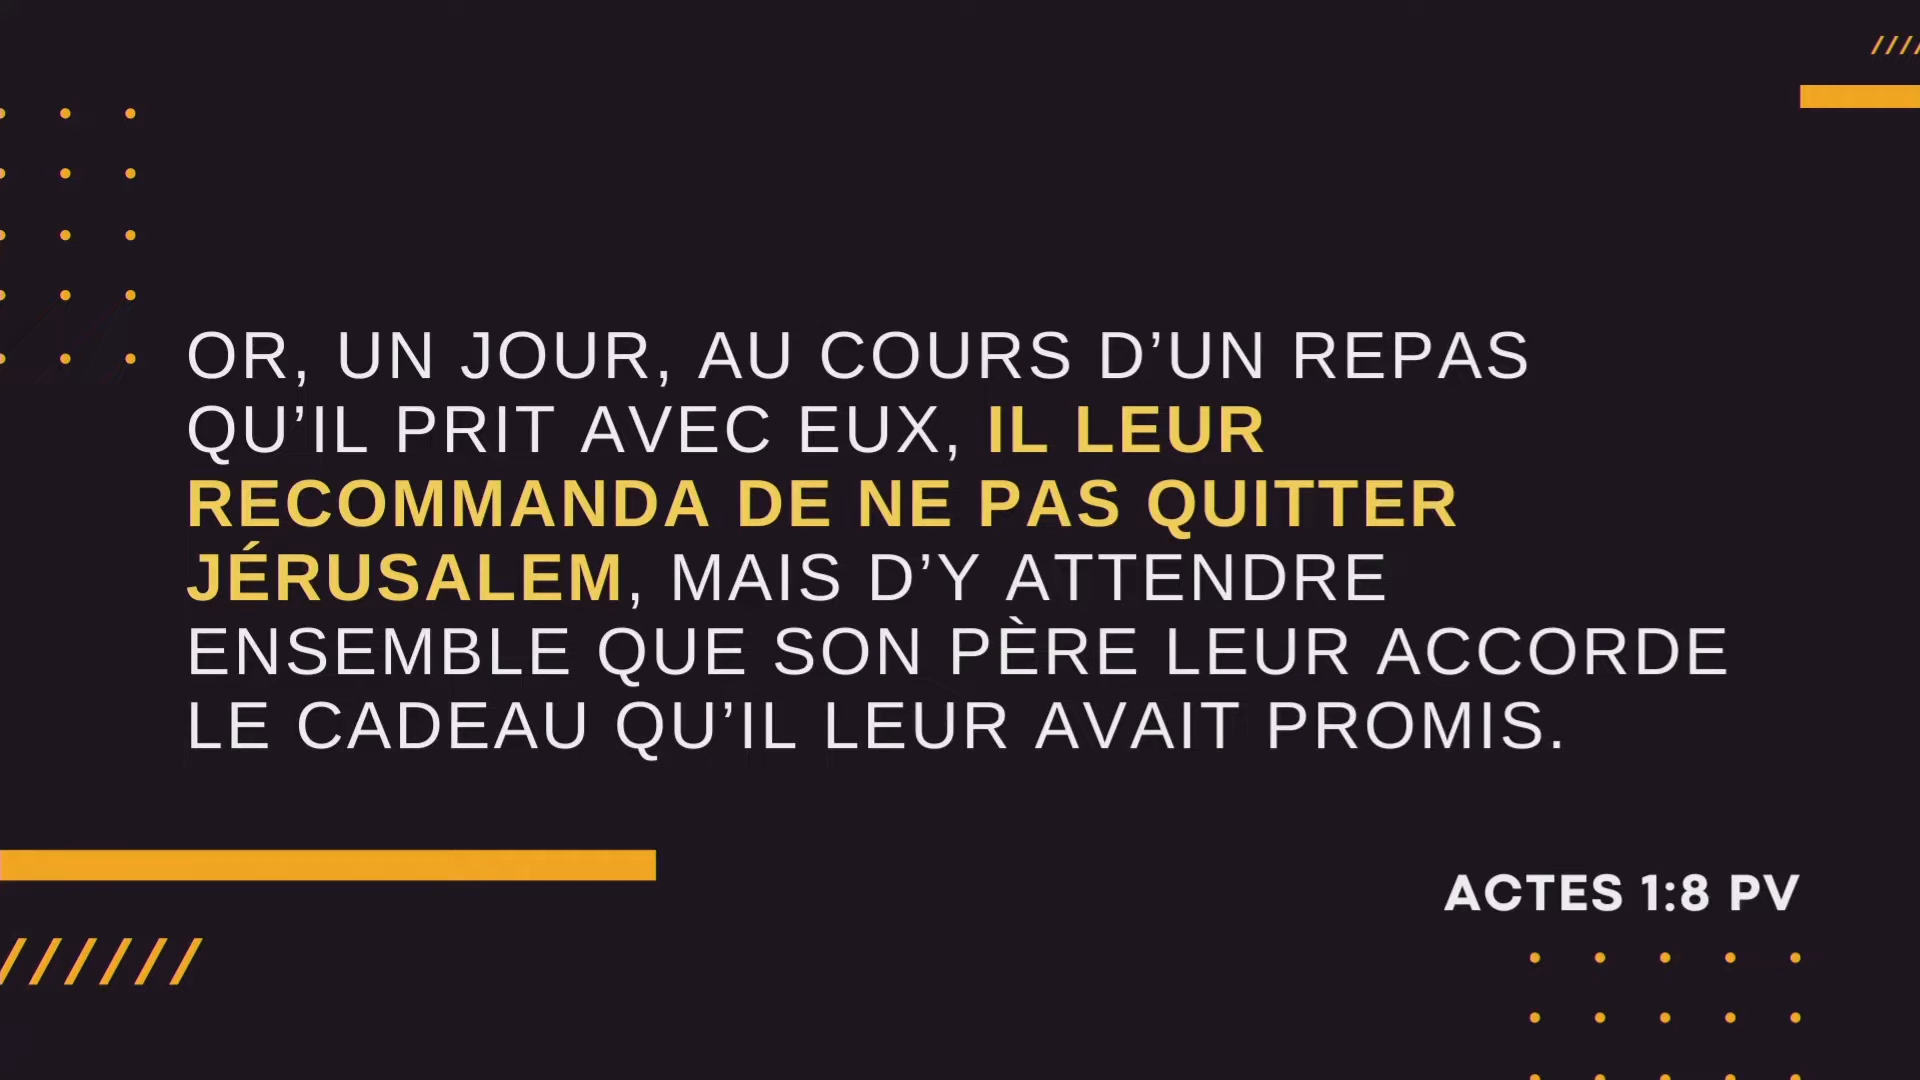 OR, UN JOUR, AU COURS D’UN REPAS
QU’IL PRIT AVEC EUX, IL LEUR
RECOMMANDA DE NE PAS QUITTER
JÉRUSALEM, MAIS D’Y ATTENDRE
ENSEMBLE QUE SON PÈRE LEUR ACCORDE
LE CADEAU QU’IL LEUR AVAIT PROMIS.
ACTES 1:8 PV